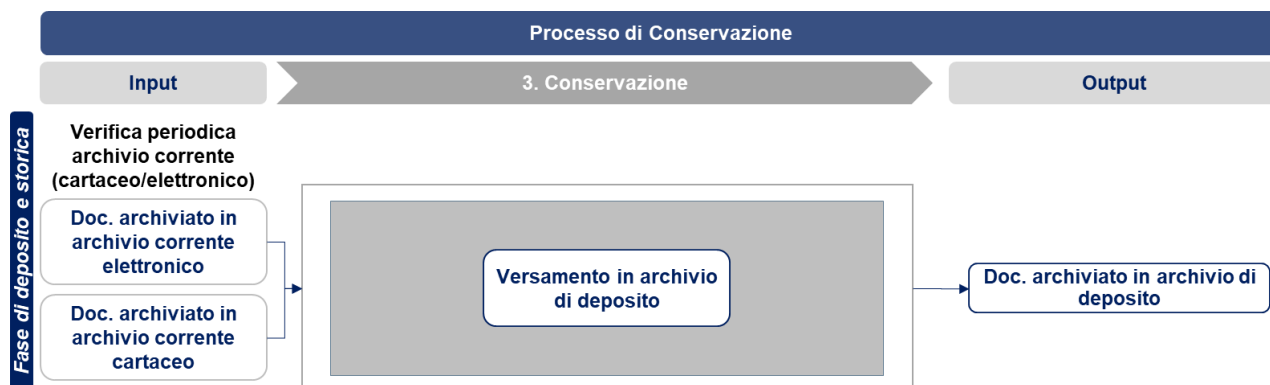 Processo di Conservazione
Input
3. Conservazione
Output
Fase di deposito e storica
Verifica periodica
archivio corrente
(cartaceo/elettronico)
Doc. archiviato in
archivio corrente
elettronico
Doc. archiviato in
archivio corrente
cartaceo
Versamento in archivio
di deposito
Doc. archiviato in archivio di
deposito